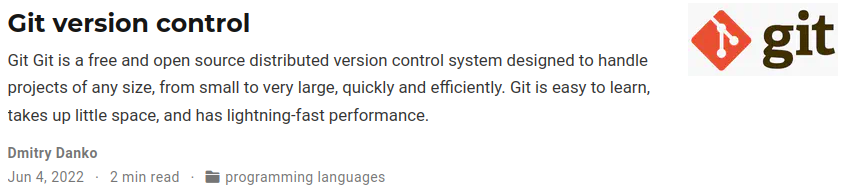 Git version control
git
Git Git is a free and open source distributed version control system designed to handle
projects of any size, from small to very large, quickly and efficiently. Git is easy to learn,
takes up little space, and has lightning-fast performance.
Dmitry Danko
Jun 4, 2022 · 2 min read · programming languages